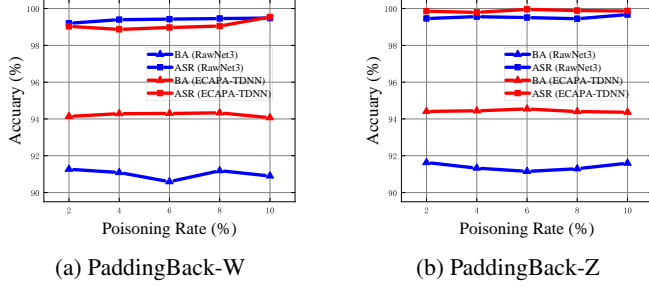 100
98
96
94
92
90
Accuary (%)
BA (RawNet3)
ASR (RawNet3)
BA (ECAPA-TDNN)
ASR (ECAPA-TDNN)
2 4 6 8 10
Poisoning Rate (%)
(a) PaddingBack-W
100
98
96
94
92
90
Accuary (%)
BA (RawNet3)
ASR (RawNet3)
BA (ECAPA-TDNN)
ASR (ECAPA-TDNN)
2 4 6 8 10
Poisoning Rate (%)
(b) PaddingBack-Z